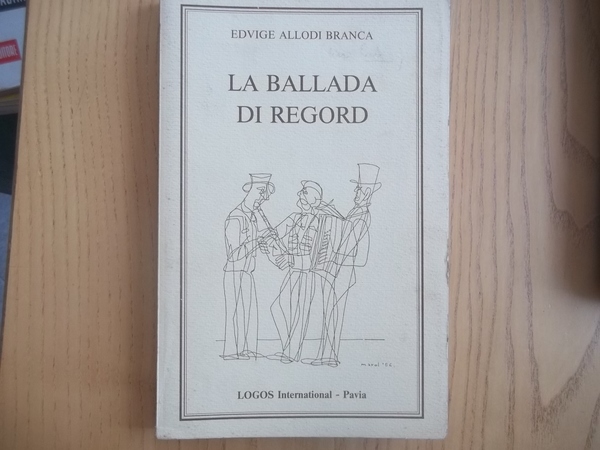 EDVIGE ALLODI BRANCA
LA BALLADA
DI REGORD
LOGOS International - Pavia